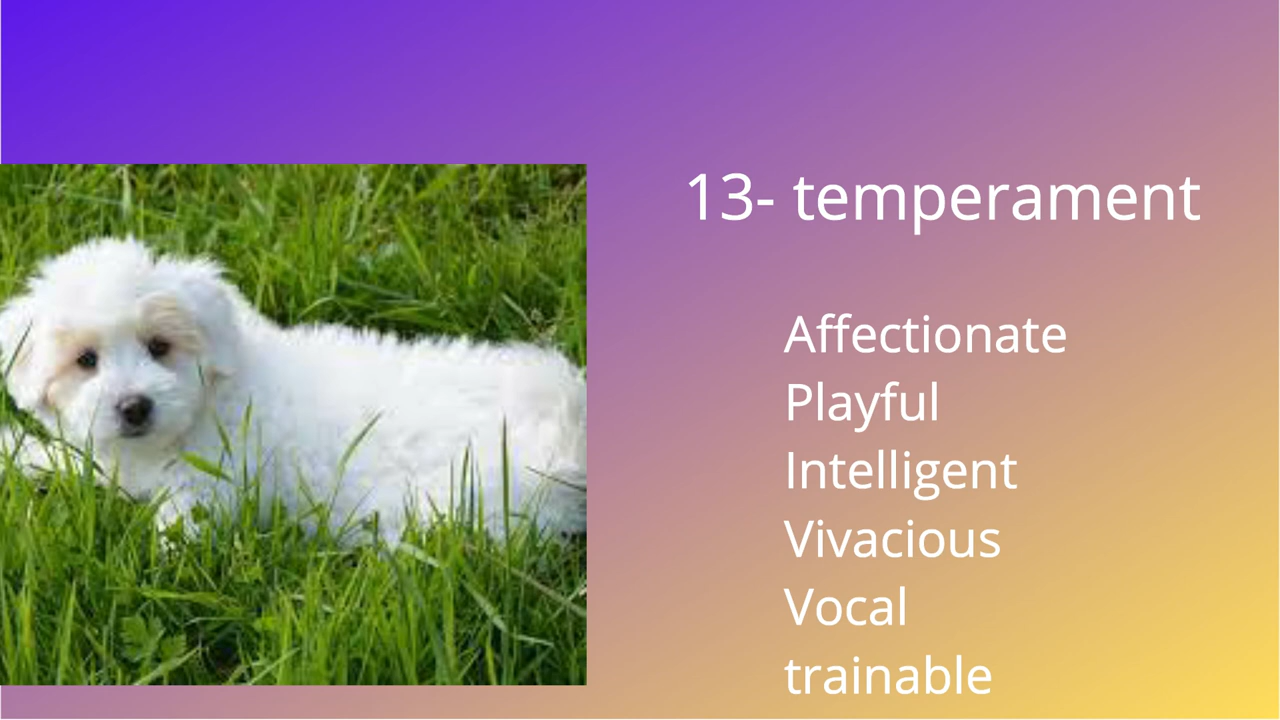 13- temperament
Affectionate
Playful
Intelligent
Vivacious
Vocal
trainable